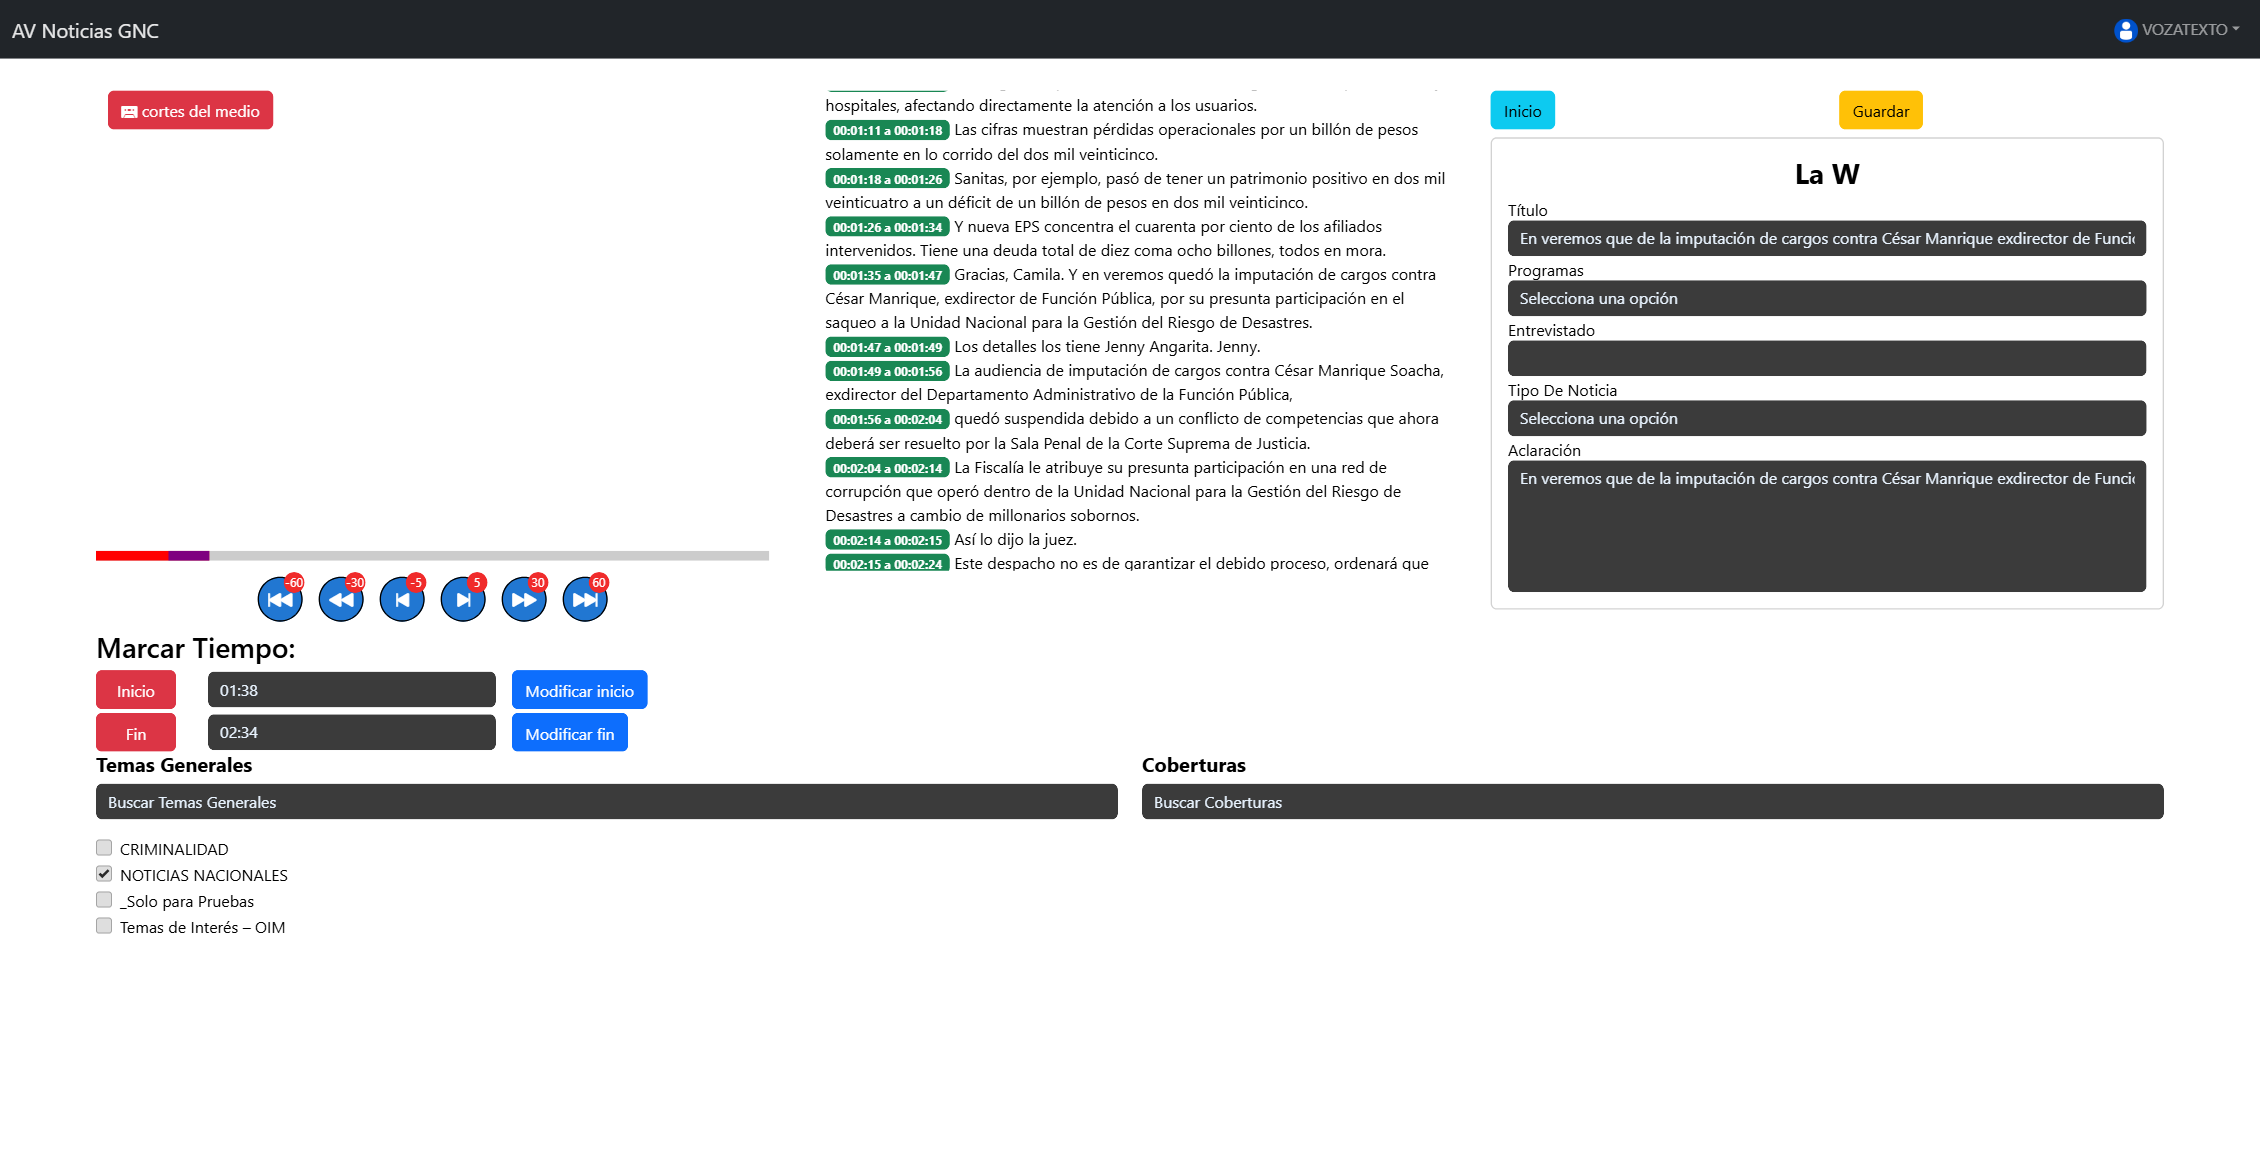 AV Noticias GNC
VOZATEXTO
cortes del medio
hospitales, afectando directamente la atención a los usuarios.
00:01:11 a 00:01:18 Las cifras muestran pérdidas operacionales por un billón de pesos
solamente en lo corrido del dos mil veinticinco.
00:01:18 a 00:01:26 Sanitas, por ejemplo, pasó de tener un patrimonio positivo en dos mil
veinticuatro a un déficit de un billón de pesos en dos mil veinticinco.
00:01:26 a 00:01:34 Y nueva EPS concentra el cuarenta por ciento de los afiliados
intervenidos. Tiene una deuda total de diez coma ocho billones, todos en mora.
00:01:35 a 00:01:47 Gracias, Camila. Y en veremos quedó la imputación de cargos contra
César Manrique, exdirector de Función Pública, por su presunta participación en el
saqueo a la Unidad Nacional para la Gestión del Riesgo de Desastres.
00:01:47 a 00:01:49 Los detalles los tiene Jenny Angarita. Jenny.
00:01:49 a 00:01:56 La audiencia de imputación de cargos contra César Manrique Soacha,
exdirector del Departamento Administrativo de la Función Pública,
00:01:56 a 00:02:04 quedó suspendida debido a un conflicto de competencias que ahora
deberá ser resuelto por la Sala Penal de la Corte Suprema de Justicia.
00:02:04 a 00:02:14 La Fiscalía le atribuye su presunta participación en una red de
corrupción que operó dentro de la Unidad Nacional para la Gestión del Riesgo de
Desastres a cambio de millonarios sobornos.
00:02:14 a 00:02:15 Así lo dijo la juez.
00:02:15 a 00:02:24 Este despacho no es de garantizar el debido proceso, ordenará que
Inicio
Guardar
La W
Título
En veremos que de la imputación de cargos contra César Manrique exdirector de Funci
Programas
Selecciona una opción
Entrevistado
Tipo De Noticia
Selecciona una opción
Aclaración
En veremos que de la imputación de cargos contra César Manrique exdirector de Funci
-60
-30
-5
5
30
60
Marcar Tiempo:
Inicio
01:38
Modificar inicio
Fin
02:34
Modificar fin
Temas Generales
Buscar Temas Generales
CRIMINALIDAD
NOTICIAS NACIONALES
_Solo para Pruebas
Temas de Interés – OIM
Coberturas
Buscar Coberturas